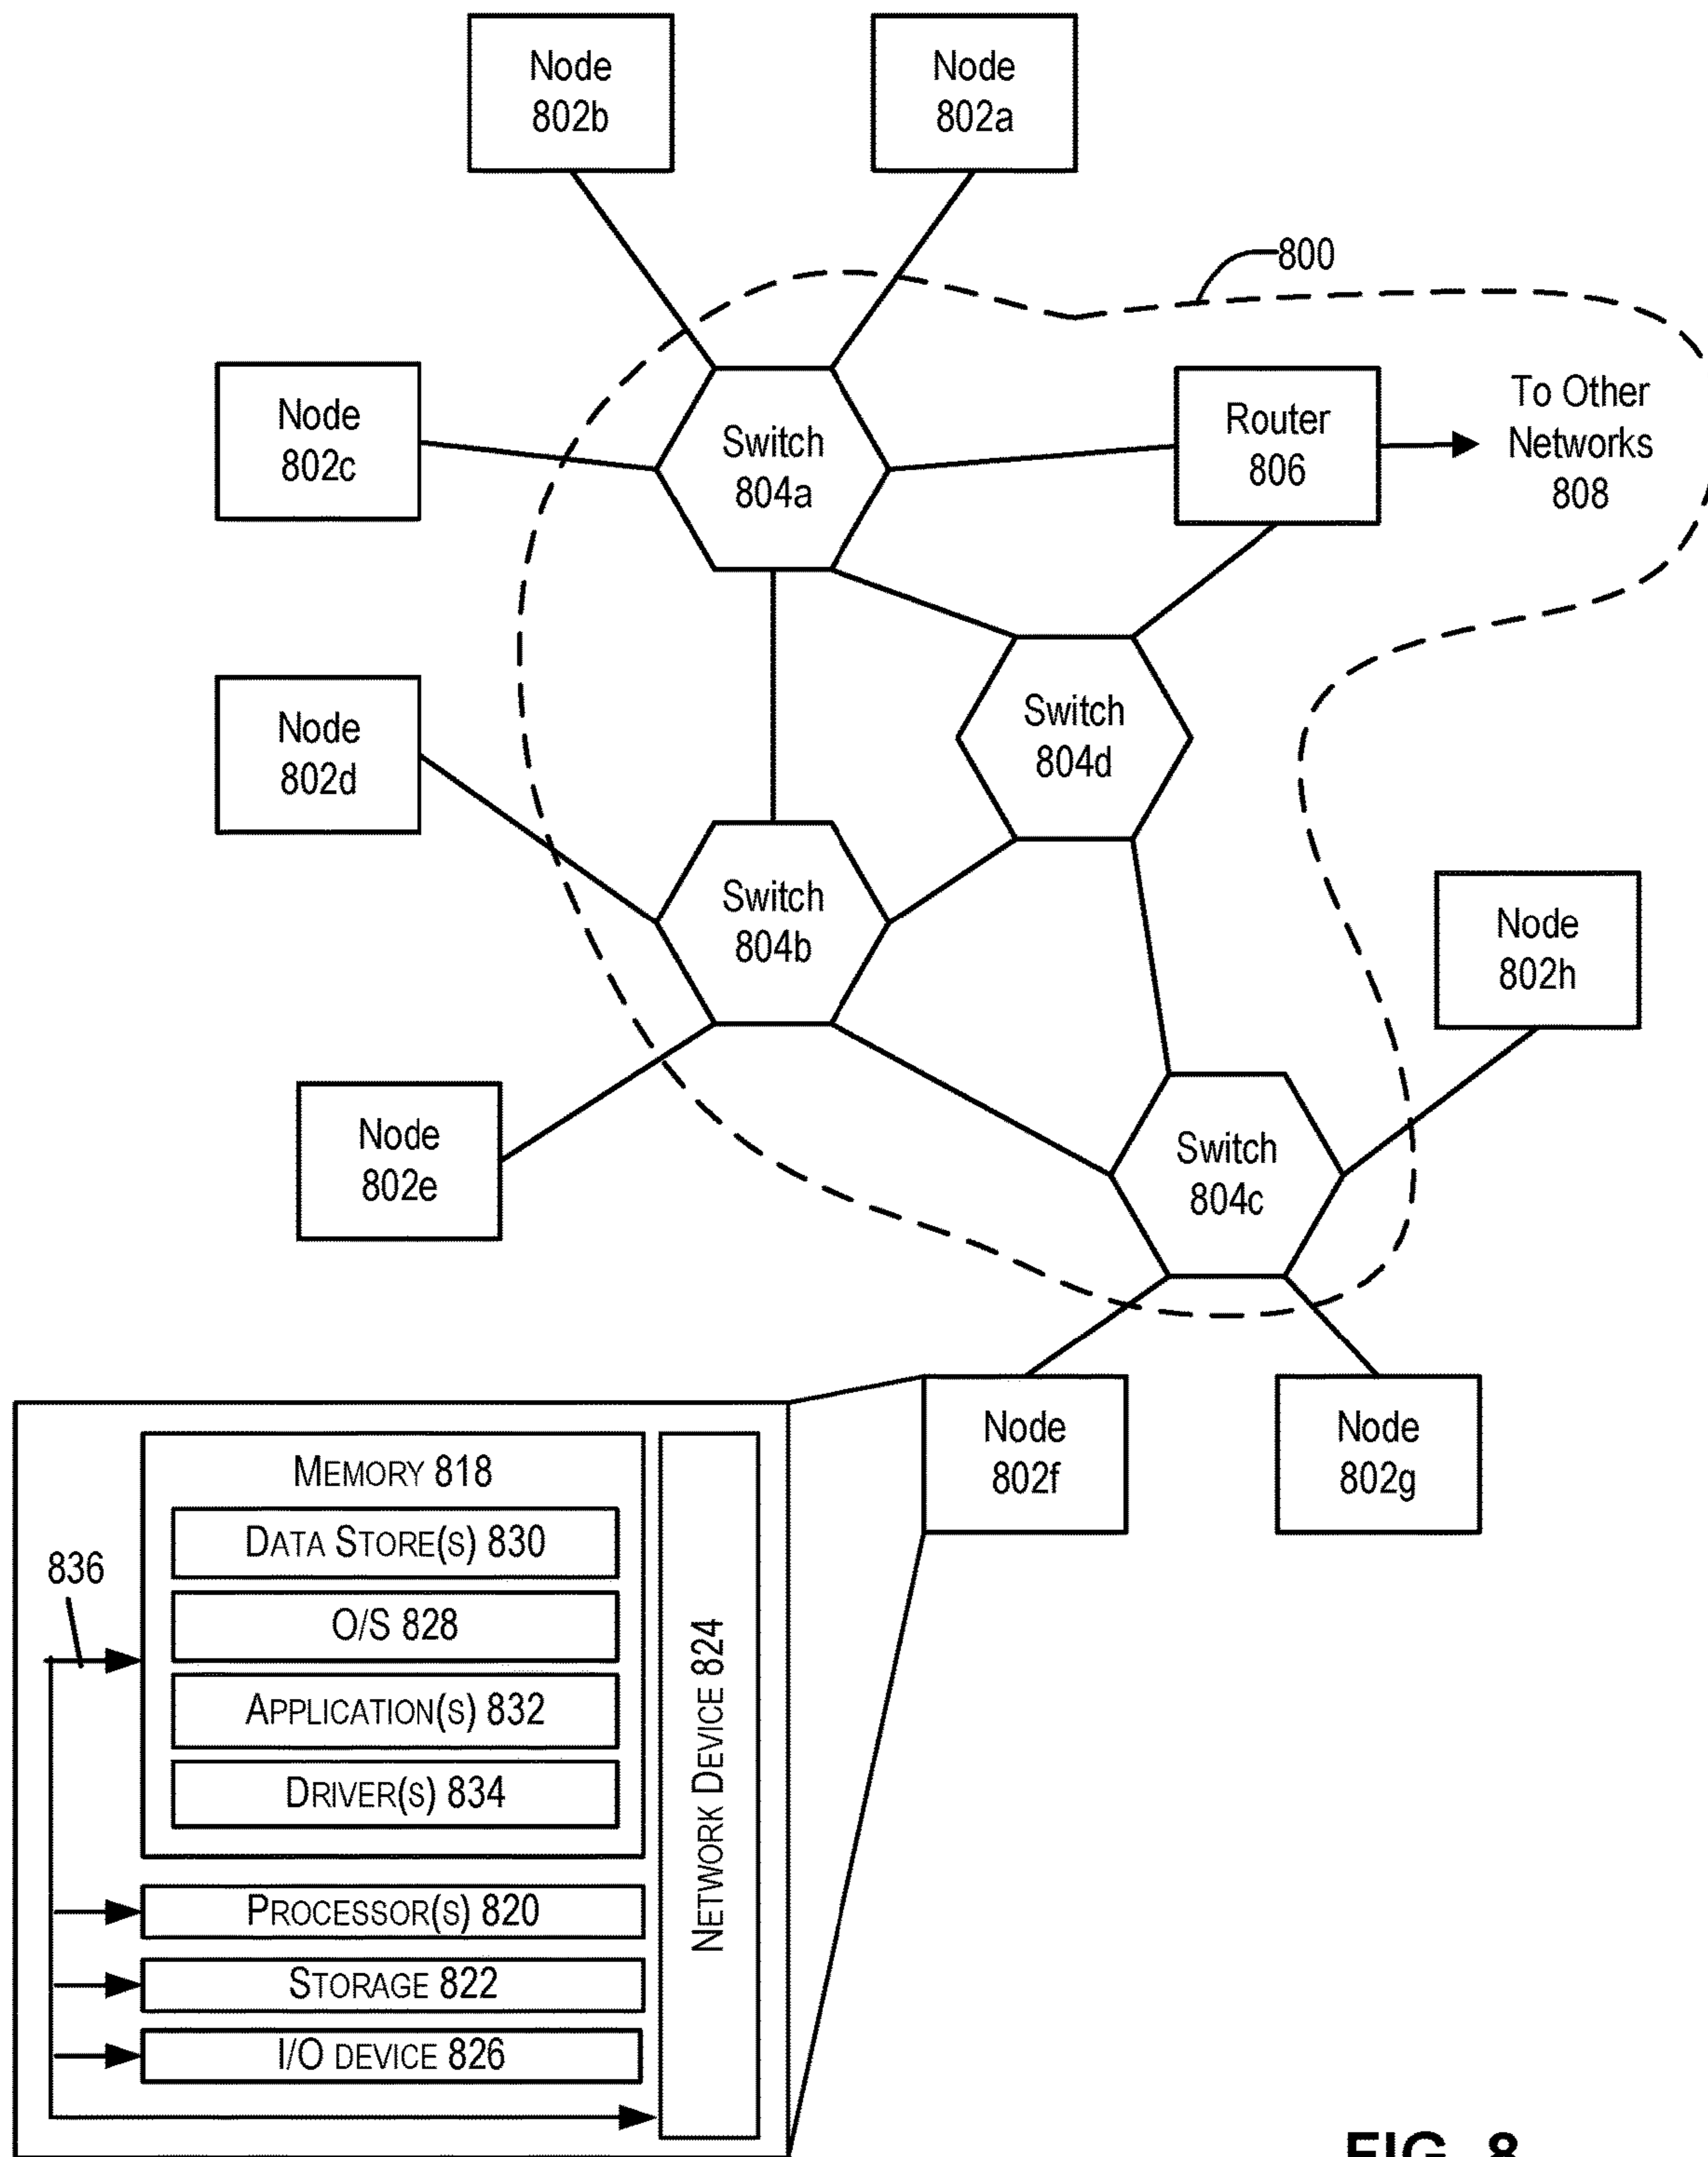 Node
802b
Node
802a
800
Node
802c
Switch
804a
Router
806
To Other
Networks
808
Node
802d
Switch
804d
Switch
804b
Node
802h
Node
802e
Switch
804c
Node
802f
Node
802g
MEMORY 818
DATA STORE(S) 830
836
O/S 828
APPLICATION(S) 832
DRIVER(S) 834
NETWORK DEVICE 824
PROCESSOR(S) 820
STORAGE 822
I/O DEVICE 826
FIG. 8